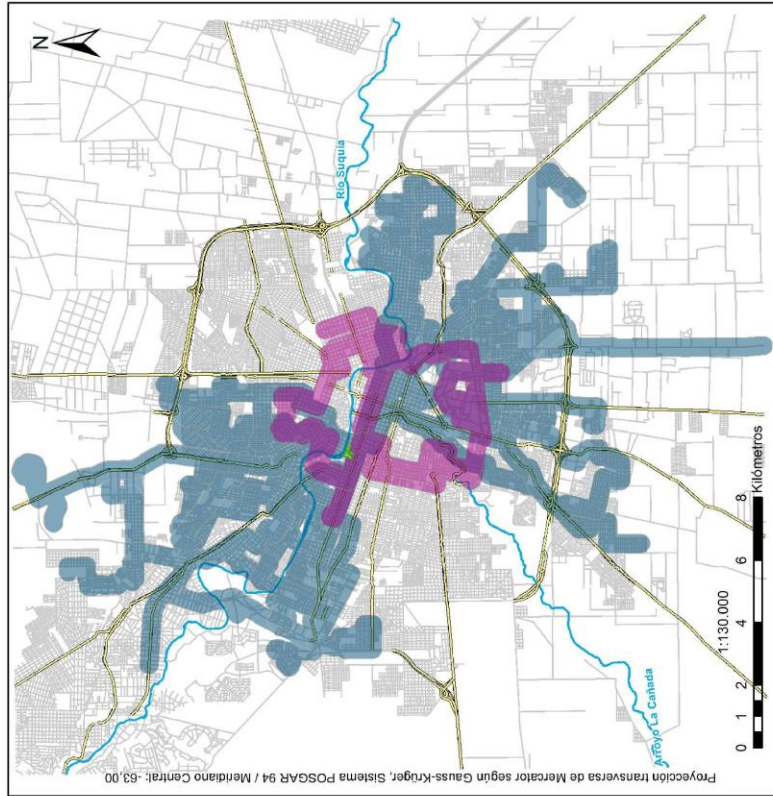 N
Río Suquía
Arroyo La Cañada
1:130.000
0 1 2 4 6 8
Kilómetros
Proyección transversa de Mercator según Gauss-Krüger, Sistema POSGAR 94 / Meridiano Central: -63,00